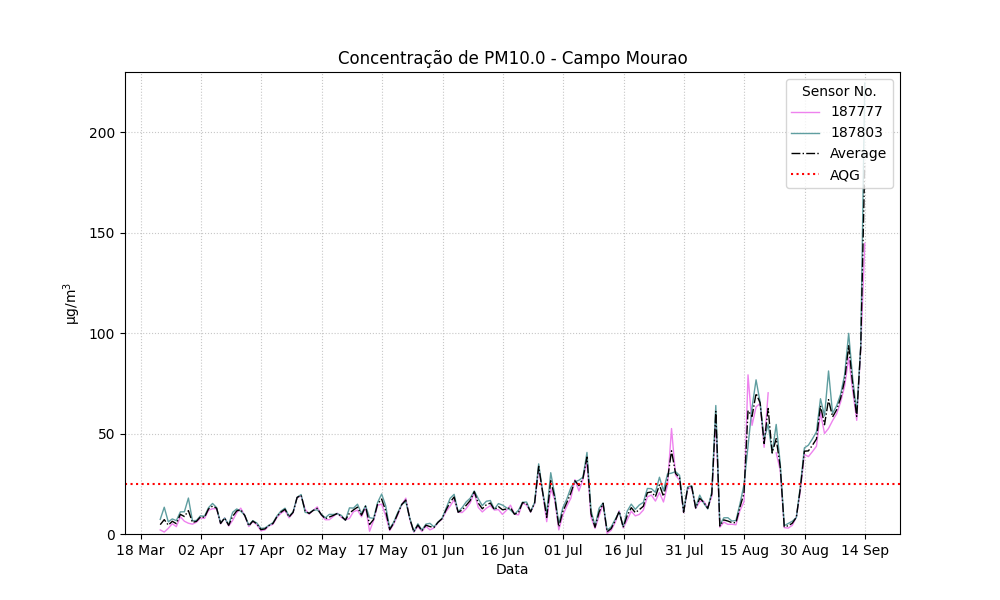 Concentração de PM10.0 - Campo Mourao
Sensor No.
187777
187803
Average
AQG
µg/m³
200
150
100
50
0
18 Mar 02 Apr 17 Apr 02 May 17 May 01 Jun 16 Jun 01 Jul 16 Jul 31 Jul 15 Aug 30 Aug 14 Sep
Data